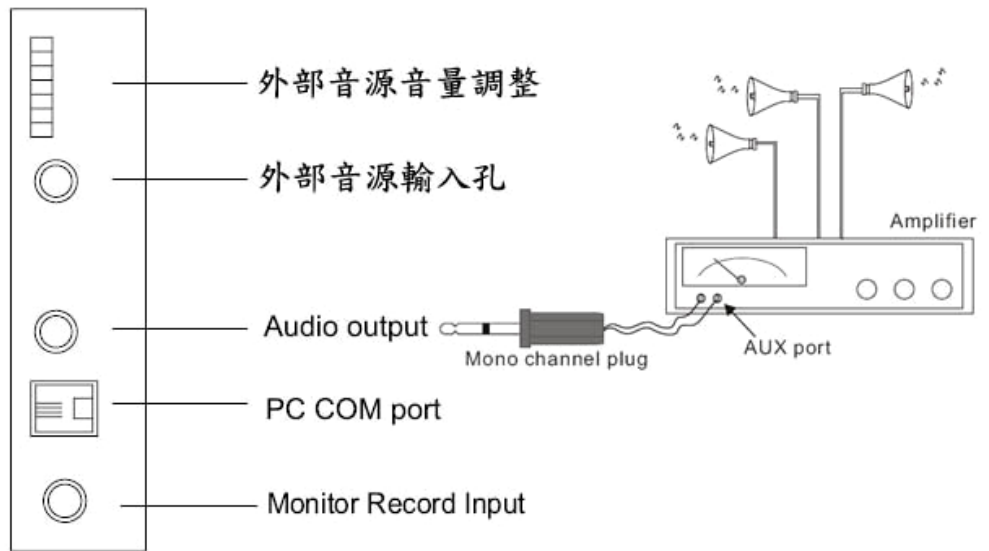 外部音源音量調整
外部音源輸入孔
Audio output
PC COM port
Monitor Record Input
Mono channel plug
Amplifier
AUX port